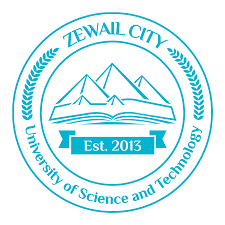 ZEWAIL CITY
Est. 2013
University of Science and Technology